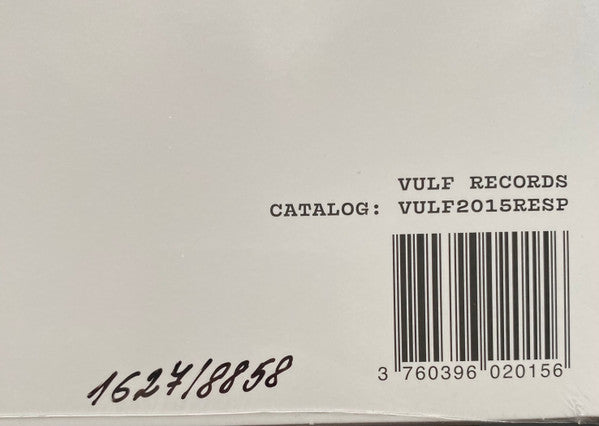 VULF RECORDS
CATALOG: VULF2015RESP
3 760396 020156
1627/8858